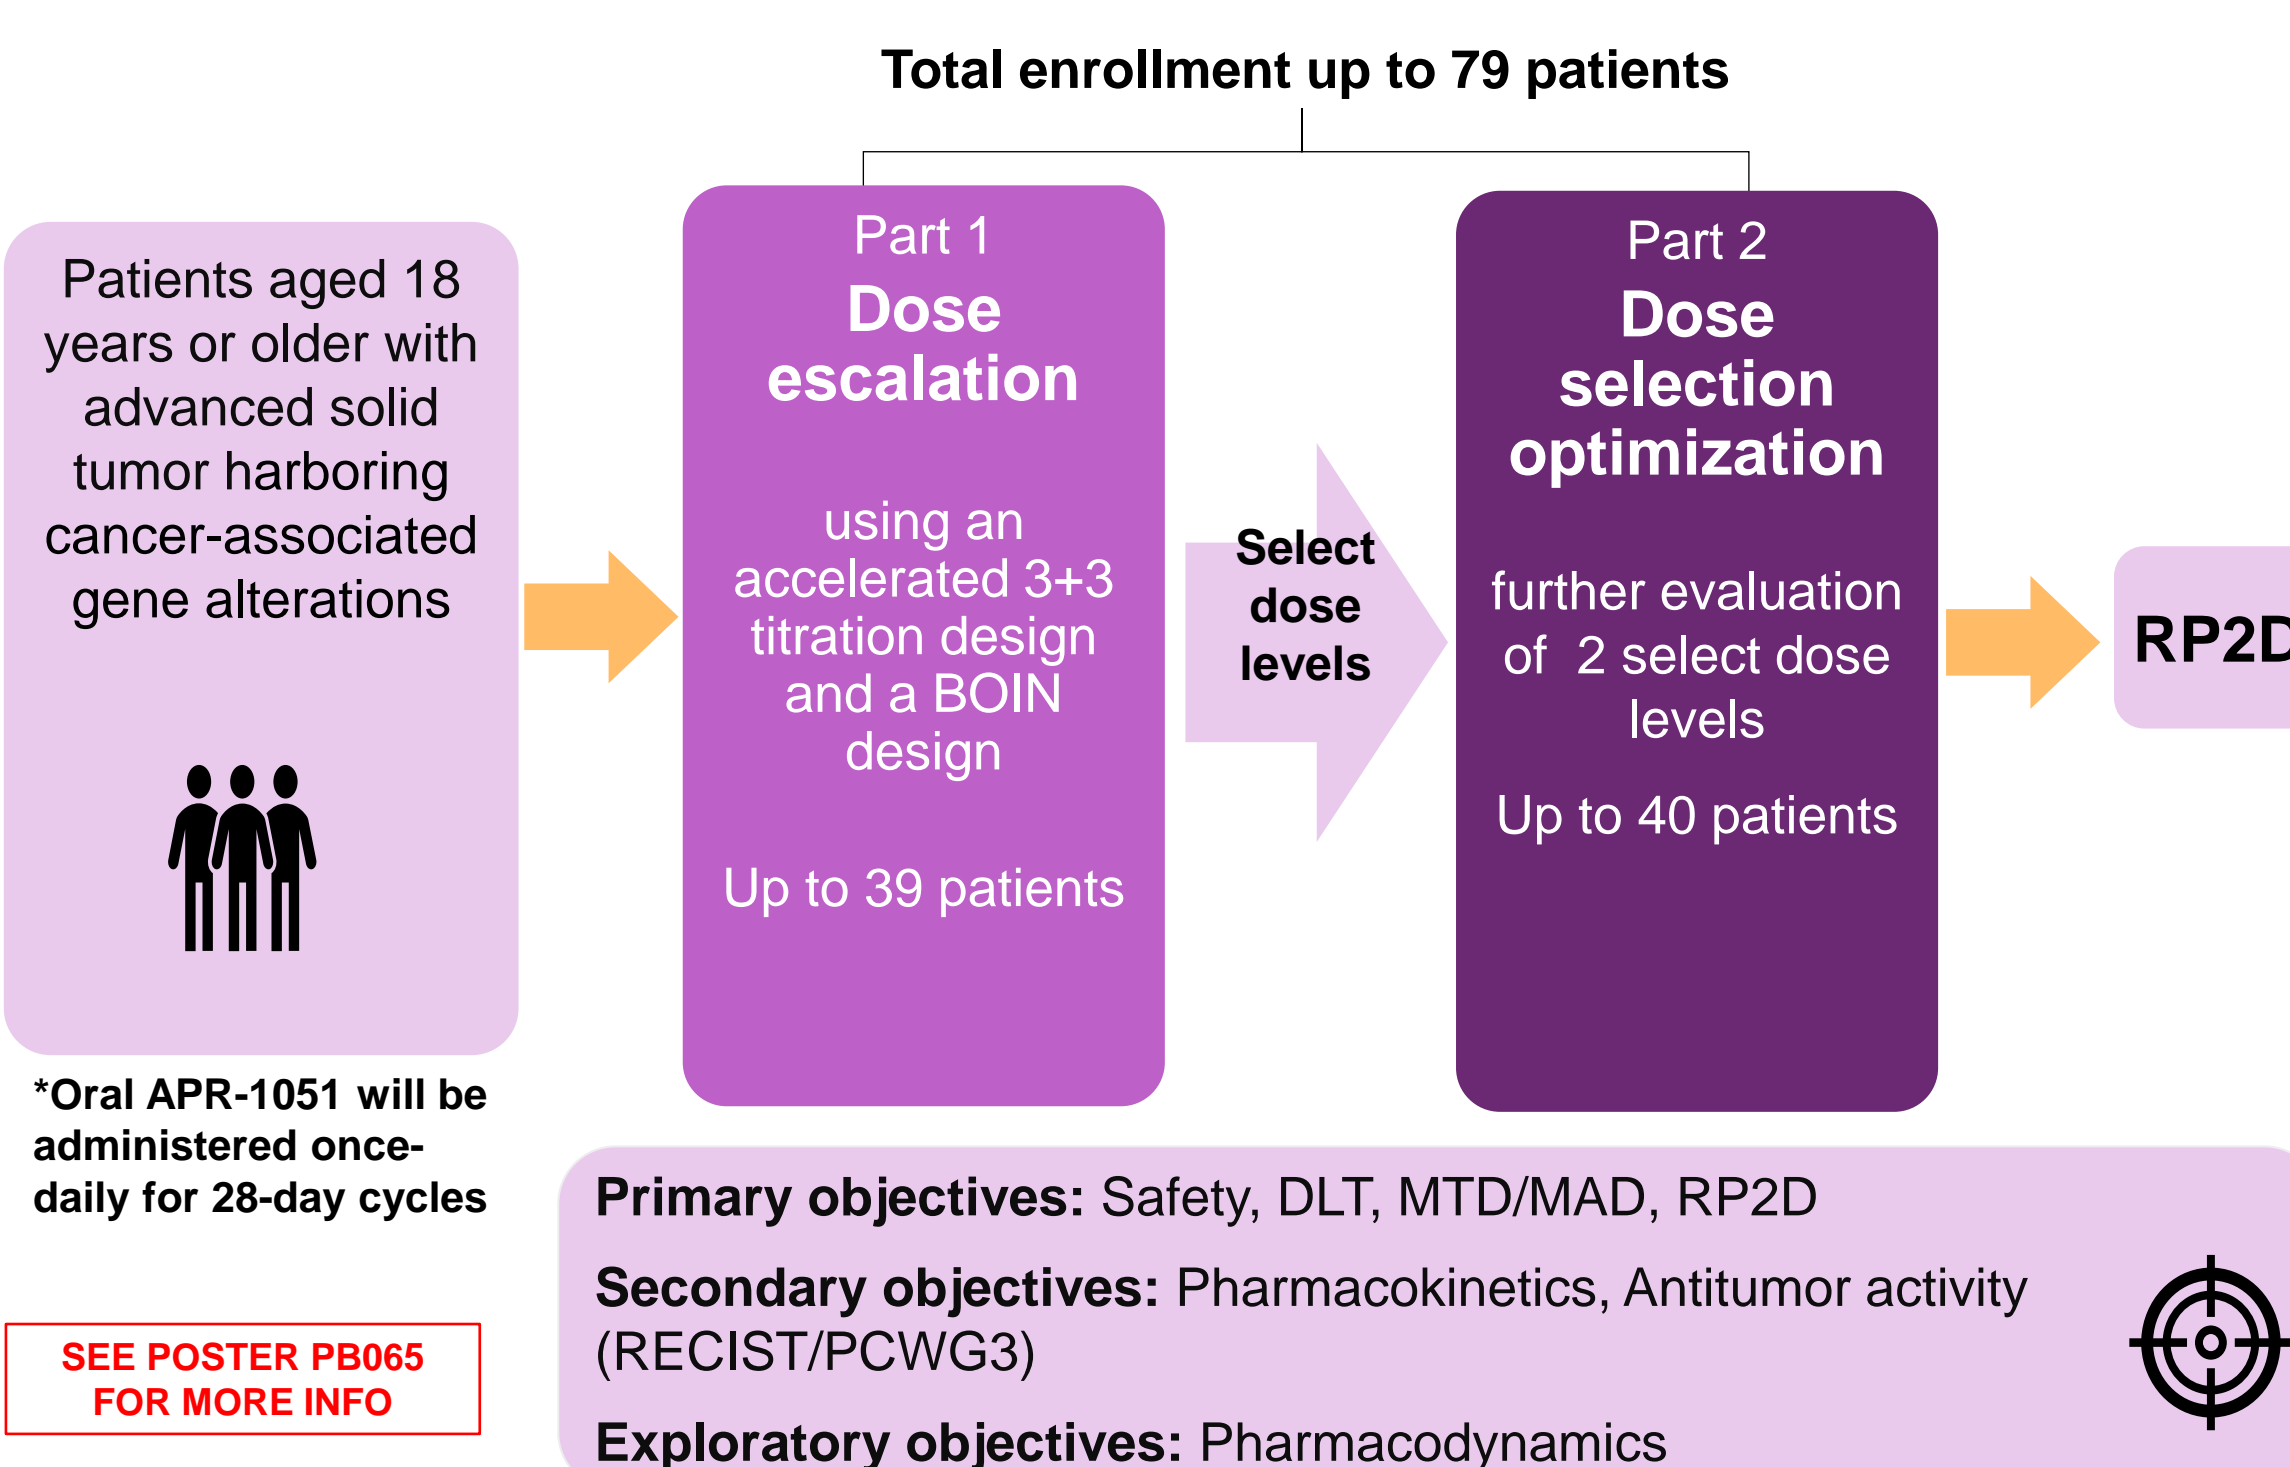 Total enrollment up to 79 patients
Patients aged 18
years or older with
advanced solid
tumor harboring
cancer-associated
gene alterations
Part 1
Dose
escalation
using an
accelerated 3+3
titration design
and a BOIN
design
Up to 39 patients
Select
dose
levels
Part 2
Dose
selection
optimization
further evaluation
of 2 select dose
levels
Up to 40 patients
RP2D
*Oral APR-1051 will be
administered once-
daily for 28-day cycles
SEE POSTER PB065
FOR MORE INFO
Primary objectives: Safety, DLT, MTD/MAD, RP2D
Secondary objectives: Pharmacokinetics, Antitumor activity
(RECIST/PCWG3)
Exploratory objectives: Pharmacodynamics